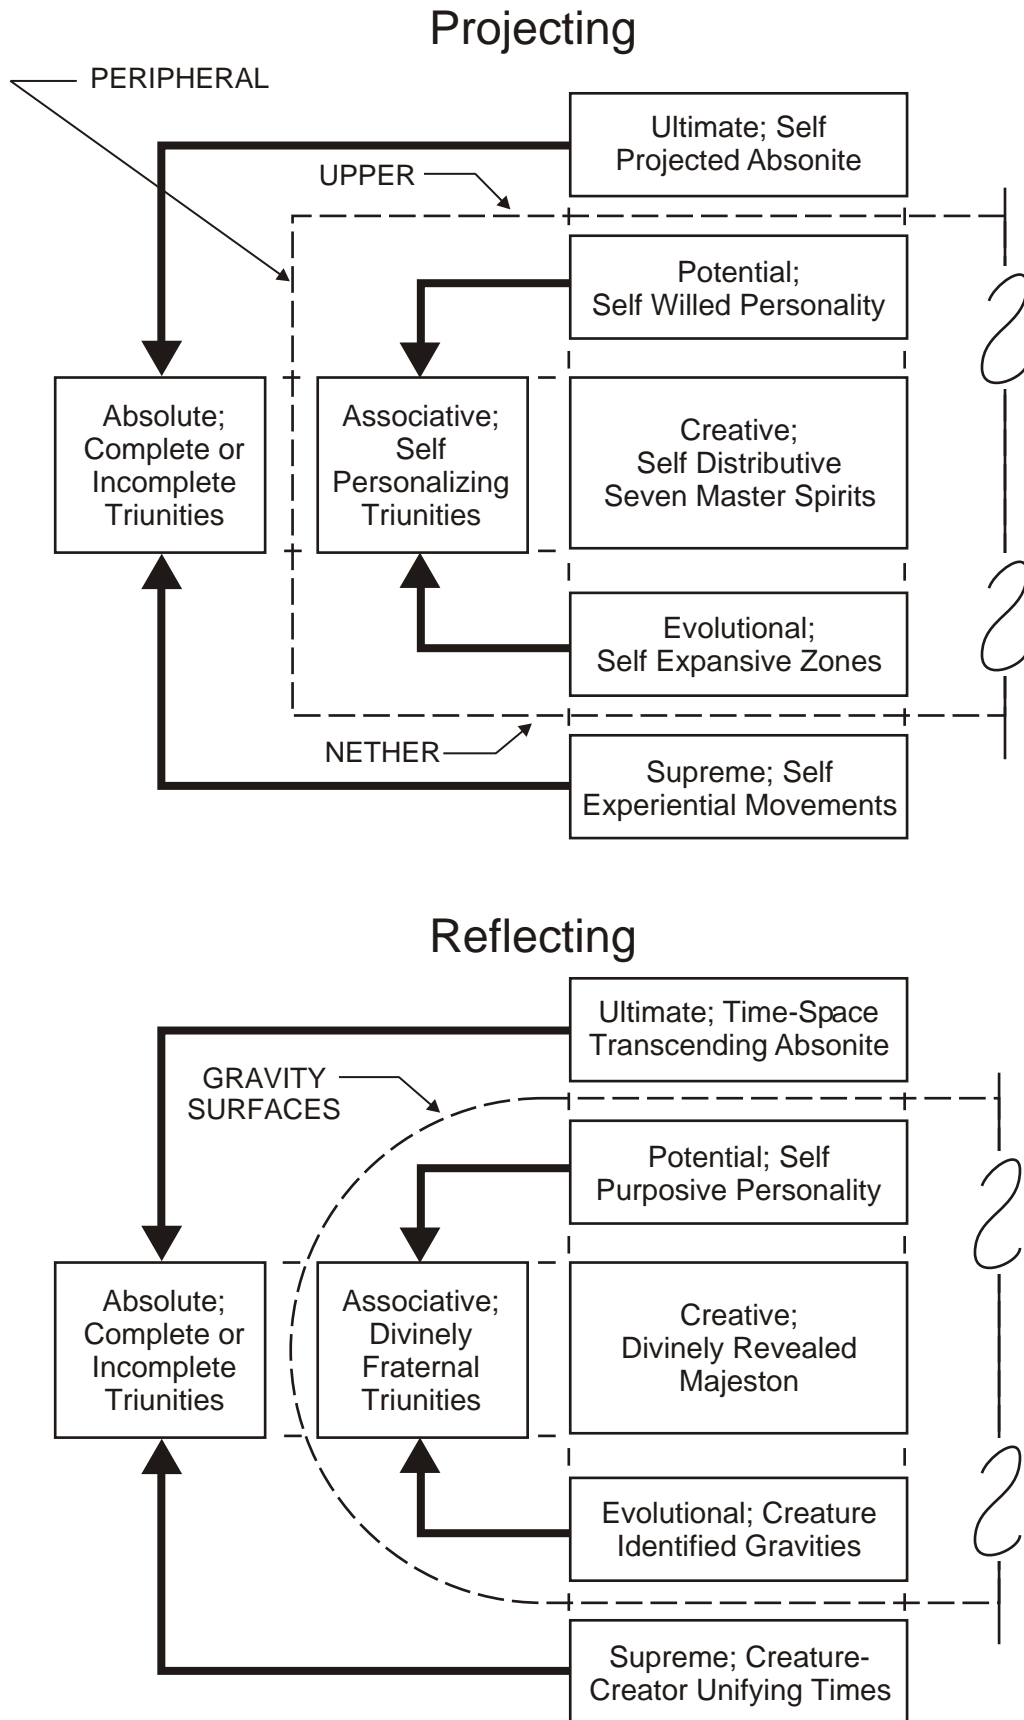 Projecting
PERIPHERAL
Ultimate; Self
Projected Absonite
UPPER
Potential;
Self Willed Personality
Absolute;
Complete or
Incomplete
Triunities
Associative;
Self
Personalizing
Triunities
Creative;
Self Distributive
Seven Master Spirits
Evolutional;
Self Expansive Zones
NETHER
Supreme; Self
Experiential Movements
Reflecting
Ultimate; Time-Space
Transcending Absonite
GRAVITY
SURFACES
Potential; Self
Purposive Personality
Absolute;
Complete or
Incomplete
Triunities
Associative;
Divinely
Fraternal
Triunities
Creative;
Divinely Revealed
Majeston
Evolutional; Creature
Identified Gravities
Supreme; Creature-
Creator Unifying Times